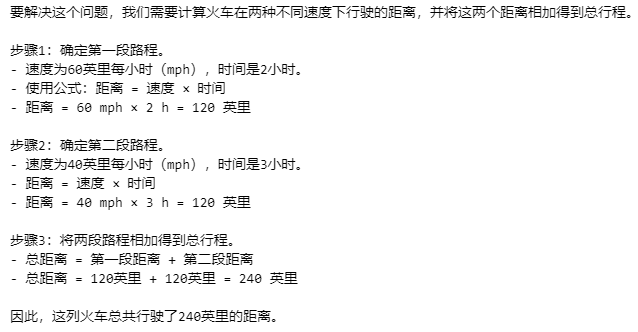 要解决这个问题，我们需要计算火车在两种不同速度下行驶的距离，并将这两个距离相加得到总行程。
步骤1：确定第一段路程。
- 速度为60英里每小时（mph），时间是2小时。
- 使用公式：距离 = 速度 × 时间
- 距离 = 60 mph × 2 h = 120 英里
步骤2：确定第二段路程。
- 速度为40英里每小时（mph），时间是3小时。
- 距离 = 速度 × 时间
- 距离 = 40 mph × 3 h = 120 英里
步骤3：将两段路程相加得到总行程。
- 总距离 = 第一段距离 + 第二段距离
- 总距离 = 120英里 + 120英里 = 240 英里
因此，这列火车总共行驶了240英里的距离。